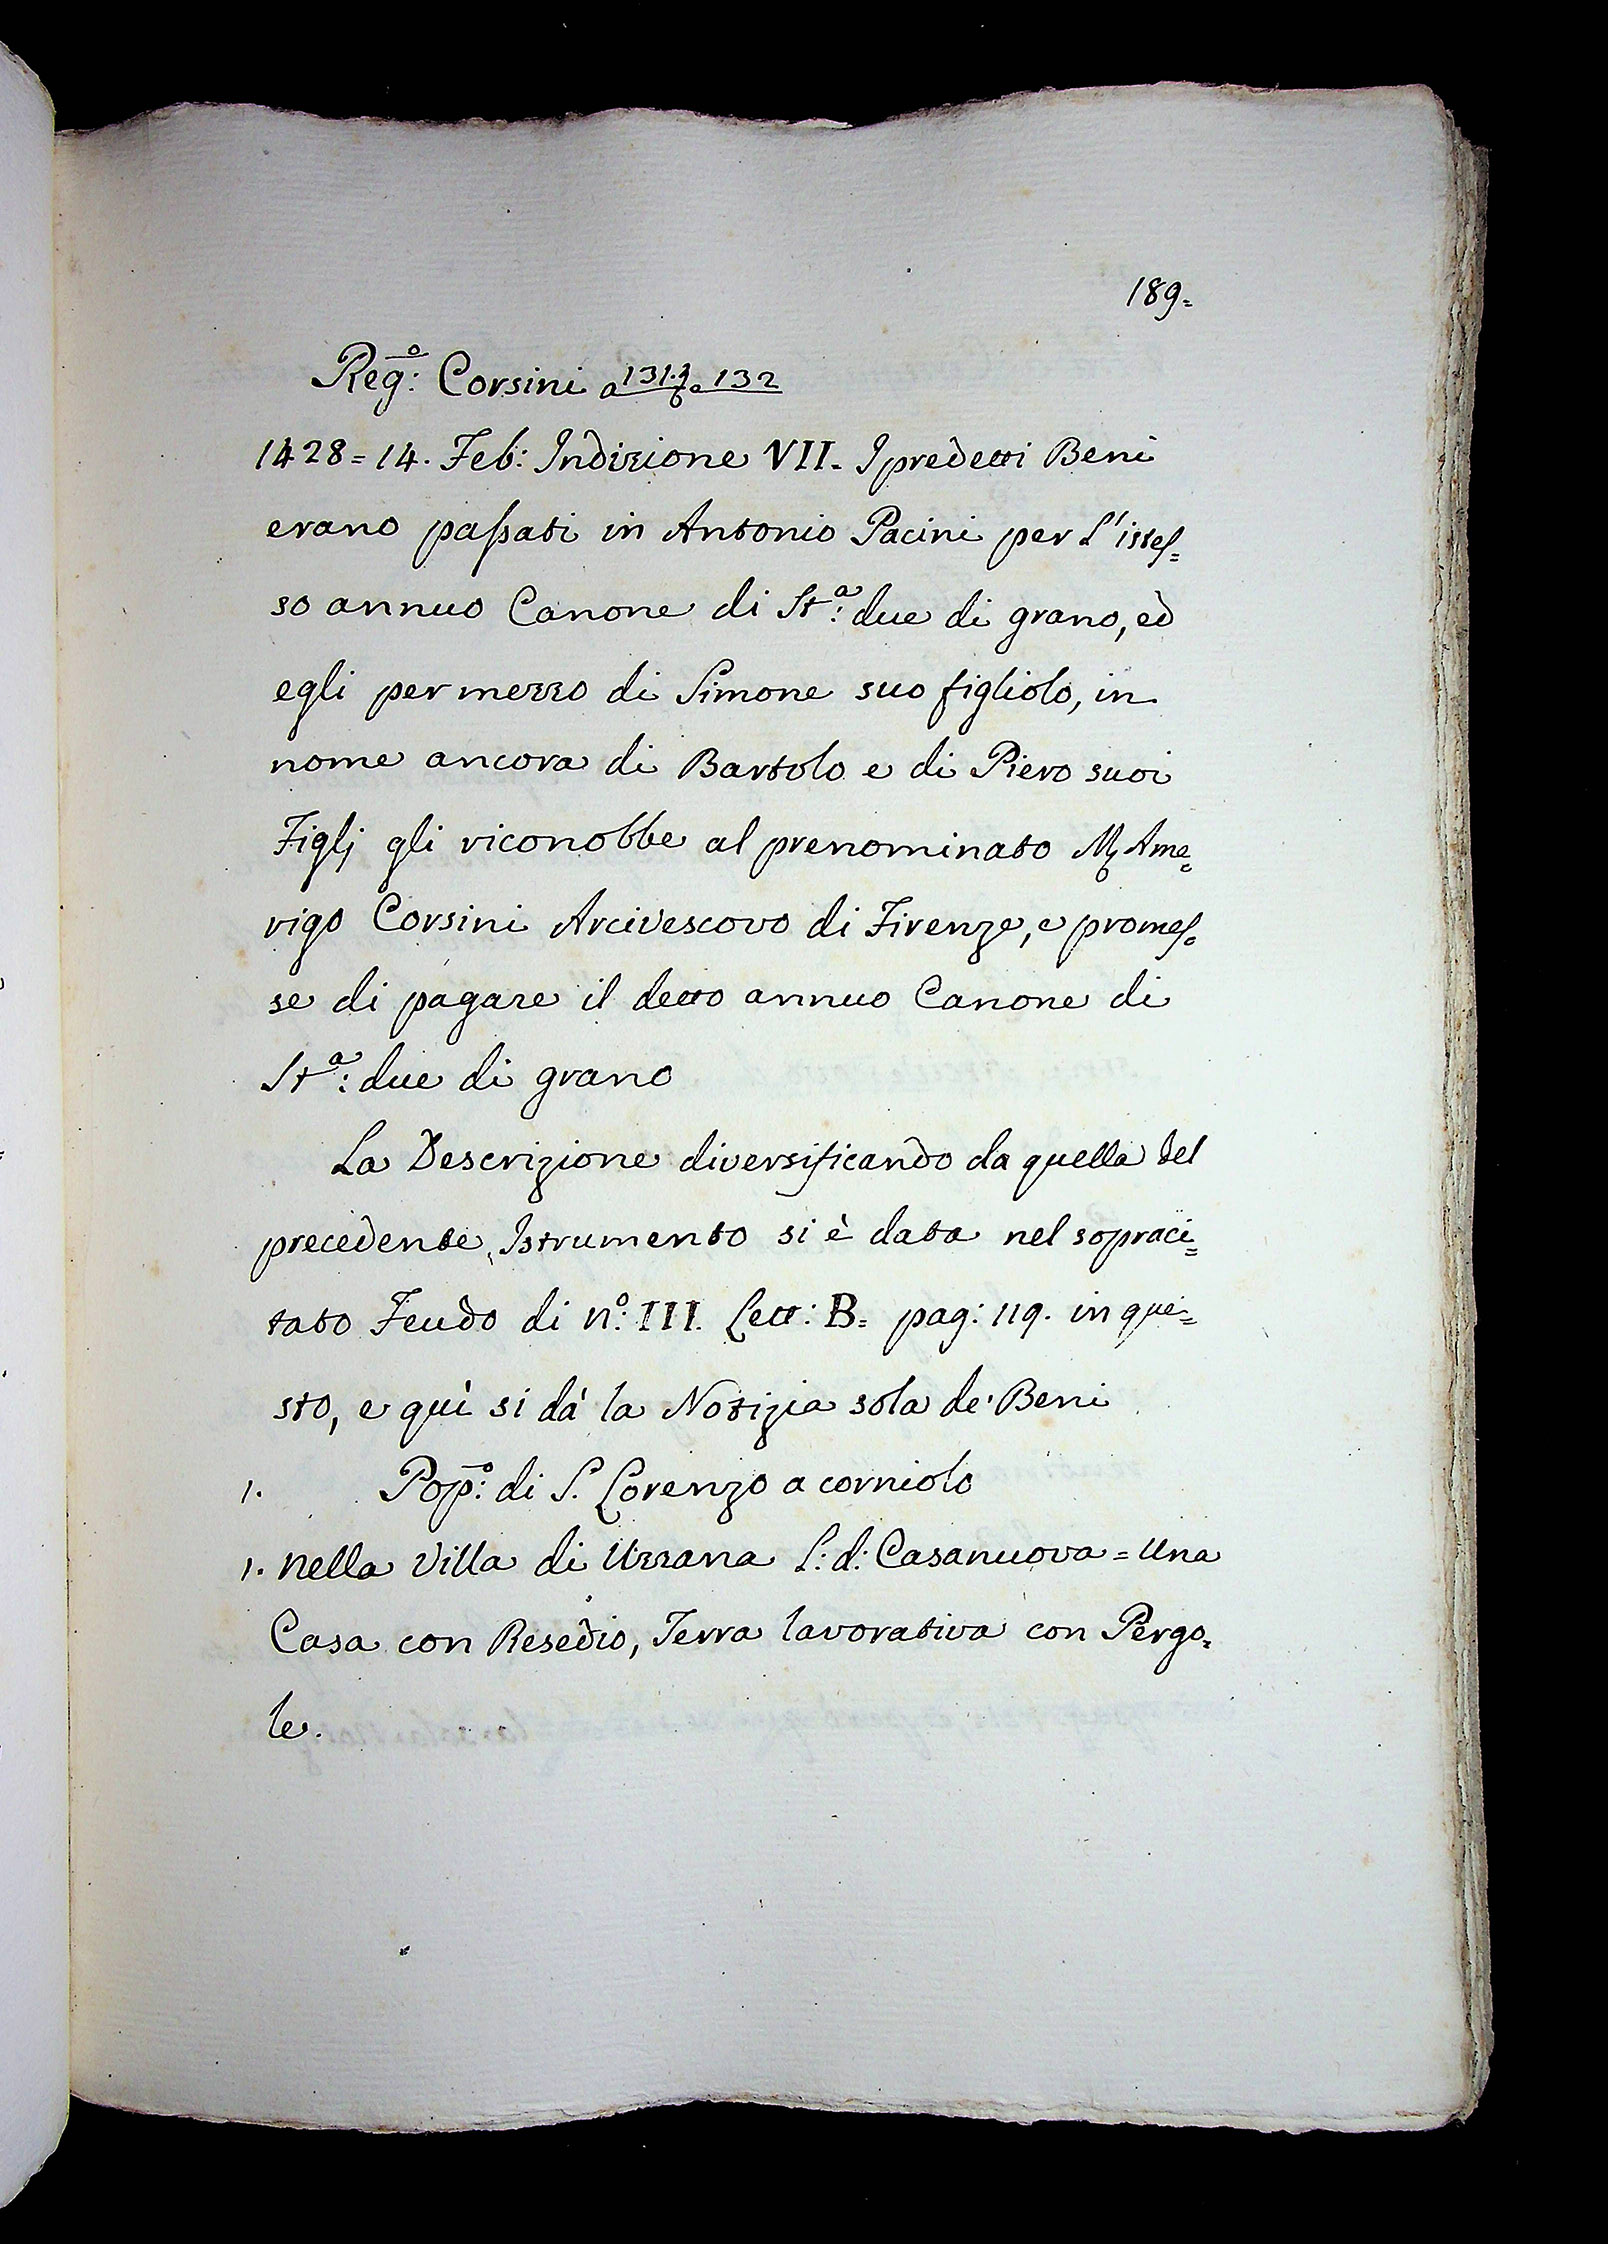 189=
Reg:º Corsini a 131. e 132
1428=14. Feb: Indizione VII. I predetti Beni
erano passati in Antonio Pacini per L'istes=
so annuo Canone di St:ª due di grano, ed
egli per mezzo di Simone suo figliolo, in
nome ancora di Bartolo e di Piero suoi
Figlj gli riconobbe al prenominato Mg Ame=
rigo Corsini Arcivescovo di Firenze, e promes=
se di pagare il detto annuo Canone di
St:ª due di grano
La Descrizione diversificando da quella del
precedente Istrumento si è data nel sopraci=
tato Feudo di nº: III. Lett: B= pag: 119. in que=
sto, e quì si dà la Notizia sola de' Beni
1. Pop:º di S. Lorenzo a corniolo
1. nella Villa di Uzzana L: d: Casanuova = Una
Casa con Resedio, Terra lavorativa con Pergo=
le.